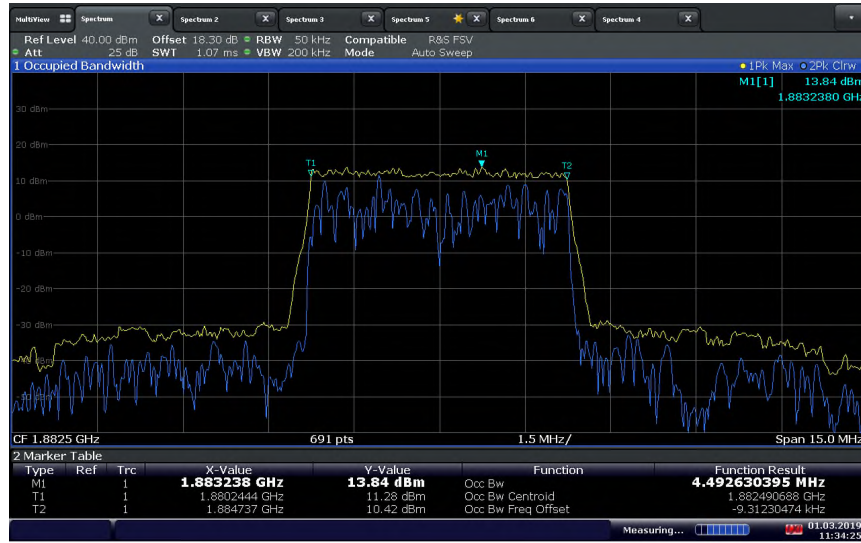 MultiView Spectrum X Spectrum 2 X Spectrum 3 X Spectrum 5 X Spectrum 6 X Spectrum 4 X
Ref Level 40.00 dBm Offset 18.30 dB RBW 50 kHz Compatible R&S FSV
Att 25 dB SWT 1.07 ms VBW 200 kHz Mode Auto Sweep
1 Occupied Bandwidth 1Pk Max 2Pk Clrw
M1[1] 13.84 dBm
1.8832380 GHz
30 dBm
20 dBm
M1
T1 T2
10 dBm
0 dBm
-10 dBm
-20 dBm
-30 dBm
CF 1.8825 GHz 691 pts 1.5 MHz/ Span 15.0 MHz
2 Marker Table
Type Ref Trc X-Value Y-Value Function Function Result
M1 1 1.883238 GHz 13.84 dBm Occ Bw 4.492630395 MHz
T1 1 1.8802444 GHz 11.28 dBm Occ Bw Centroid 1.882490688 GHz
T2 1 1.884737 GHz 10.42 dBm Occ Bw Freq Offset -9.31230474 kHz
Measuring... 01.03.2019
11:34:25